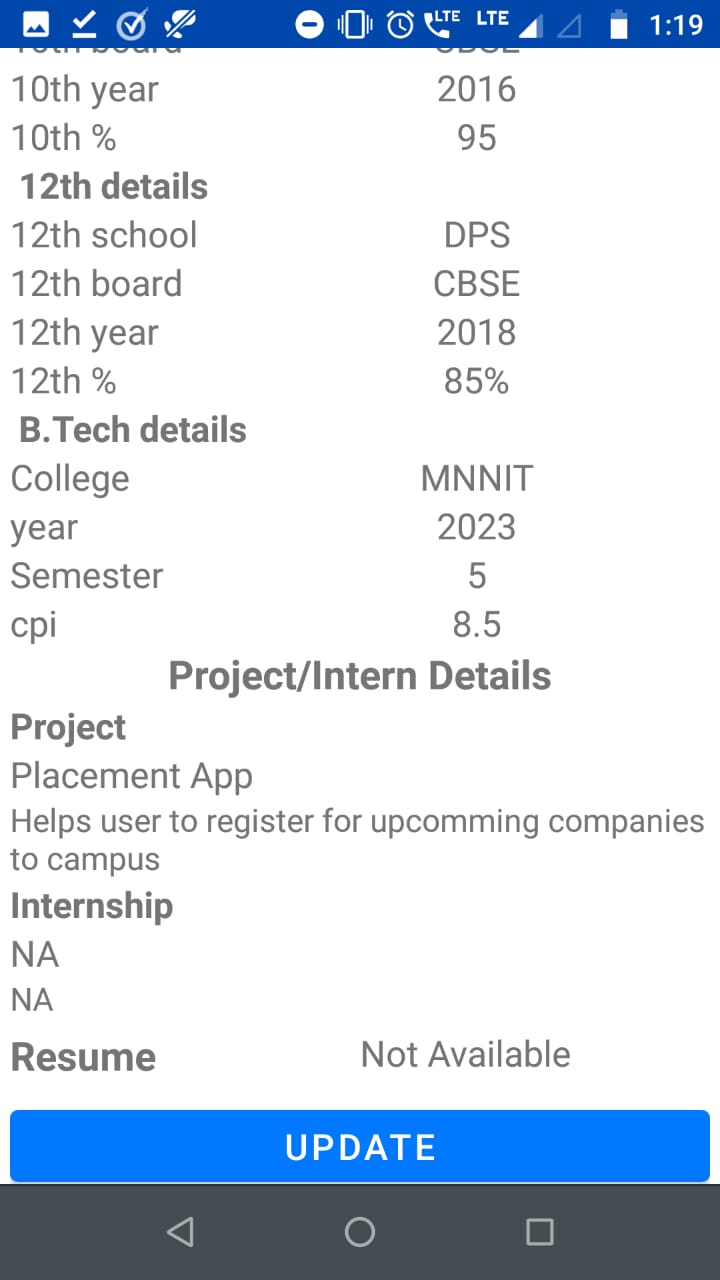 LTE LTE 1:19
10th year 2016
10th % 95
12th details
12th school DPS
12th board CBSE
12th year 2018
12th % 85%
B.Tech details
College MNNIT
year 2023
Semester 5
cpi 8.5
Project/Intern Details
Project
Placement App
Helps user to register for upcomming companies
to campus
Internship
NA
NA
Resume Not Available
UPDATE